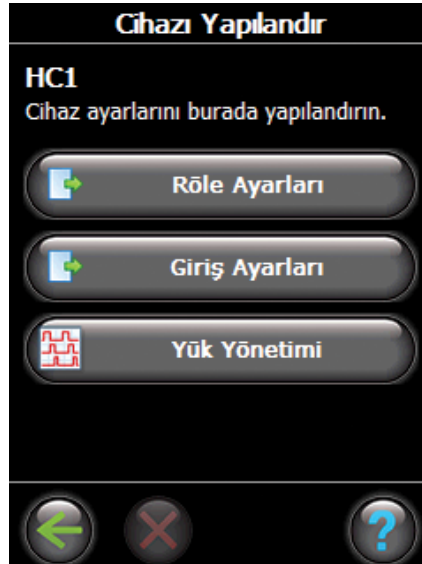 Cihazı Yapılandır
HC1
Cihaz ayarlarını burada yapılandırın.
Röle Ayarları
Giriş Ayarları
Yük Yönetimi
?